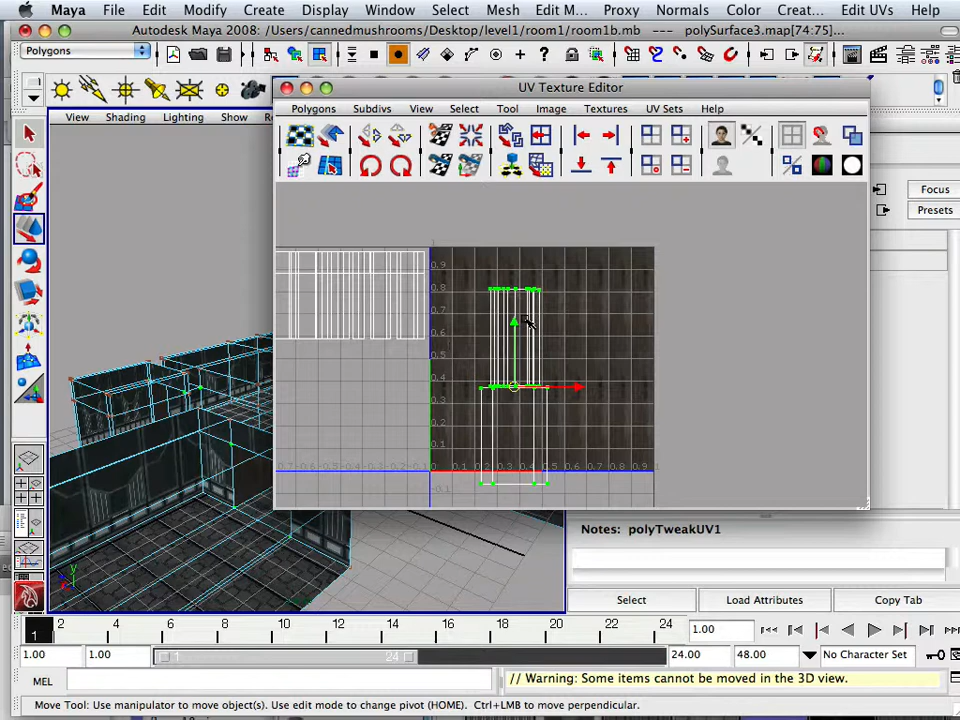 Maya File Edit Modify Create Display Window Select Mesh Edit M... Proxy Normals Color Creat... Edit UVs Help
Autodesk Maya 2008: /Users/cannedmushrooms/Desktop/level1/room1/room1b.mb --- polySurface3.map[74:75]...
Polygons
UV Texture Editor
Polygons Subdivs View Select Tool Image Textures UV Sets Help
View Shading Lighting Show
Focus
Presets
Notes: polyTweakUV1
Select Load Attributes Copy Tab
2 4 6 8 10 12 14 16 18 20 22 24
1
1.00
1.00 1.00 1 24 24.00 48.00 No Character Set
MEL // Warning: Some items cannot be moved in the 3D view.
Move Tool: Use manipulator to move object(s). Use edit mode to change pivot (HOME). Ctrl+LMB to move perpendicular.